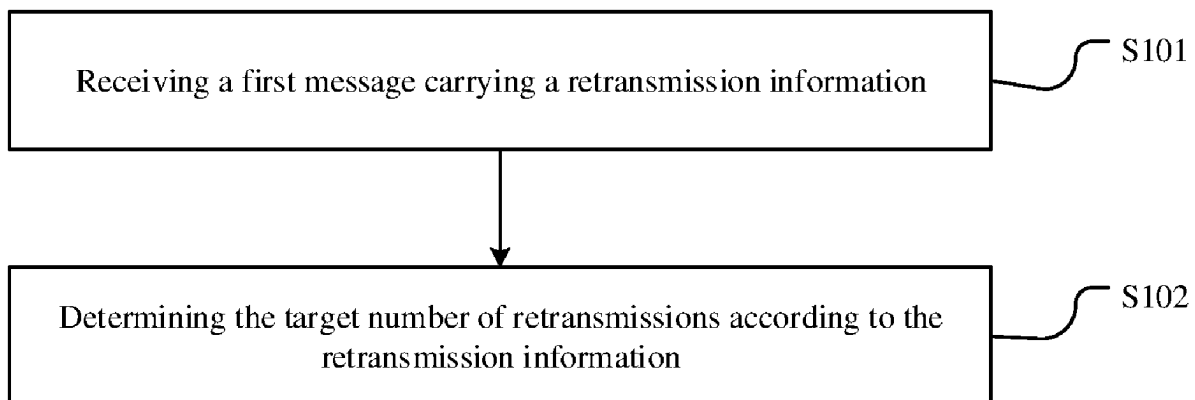 Receiving a first message carrying a retransmission information
S101
Determining the target number of retransmissions according to the
retransmission information
S102